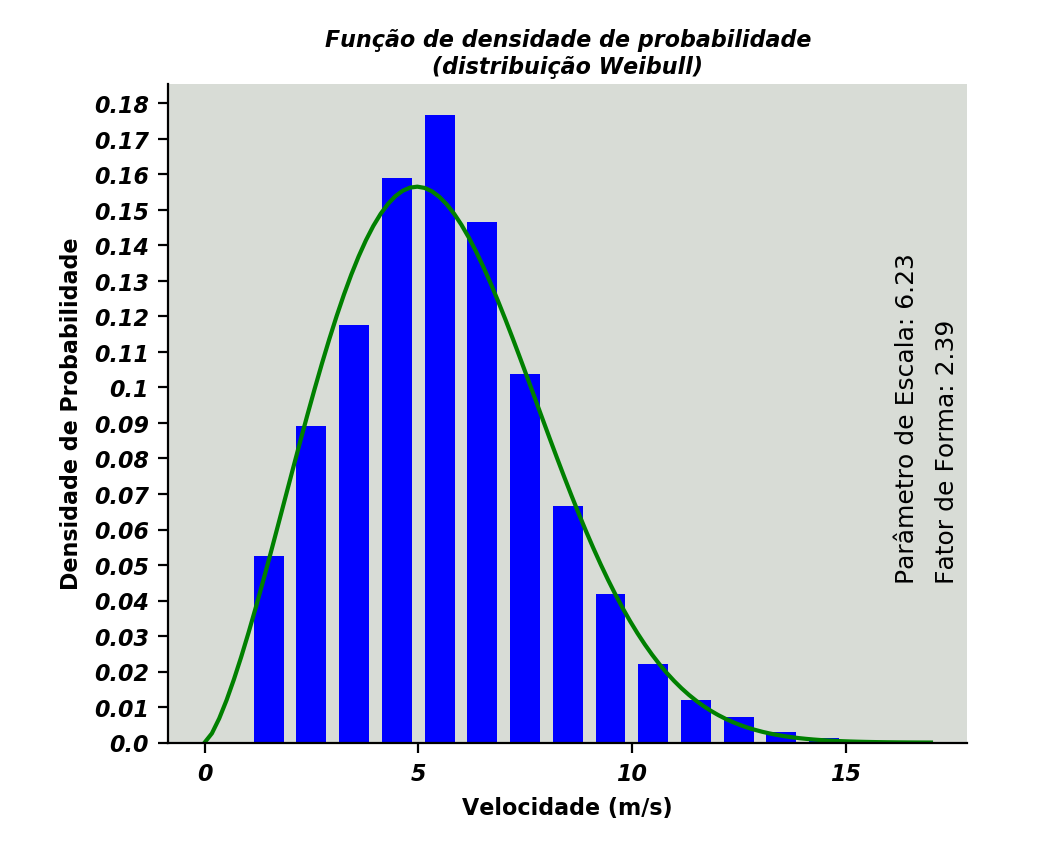 Função de densidade de probabilidade
(distribuição Weibull)
Densidade de Probabilidade
0.18
0.17
0.16
0.15
0.14
0.13
0.12
0.11
0.1
0.09
0.08
0.07
0.06
0.05
0.04
0.03
0.02
0.01
0.0
Parâmetro de Escala: 6.23
Fator de Forma: 2.39
0 5 10 15
Velocidade (m/s)